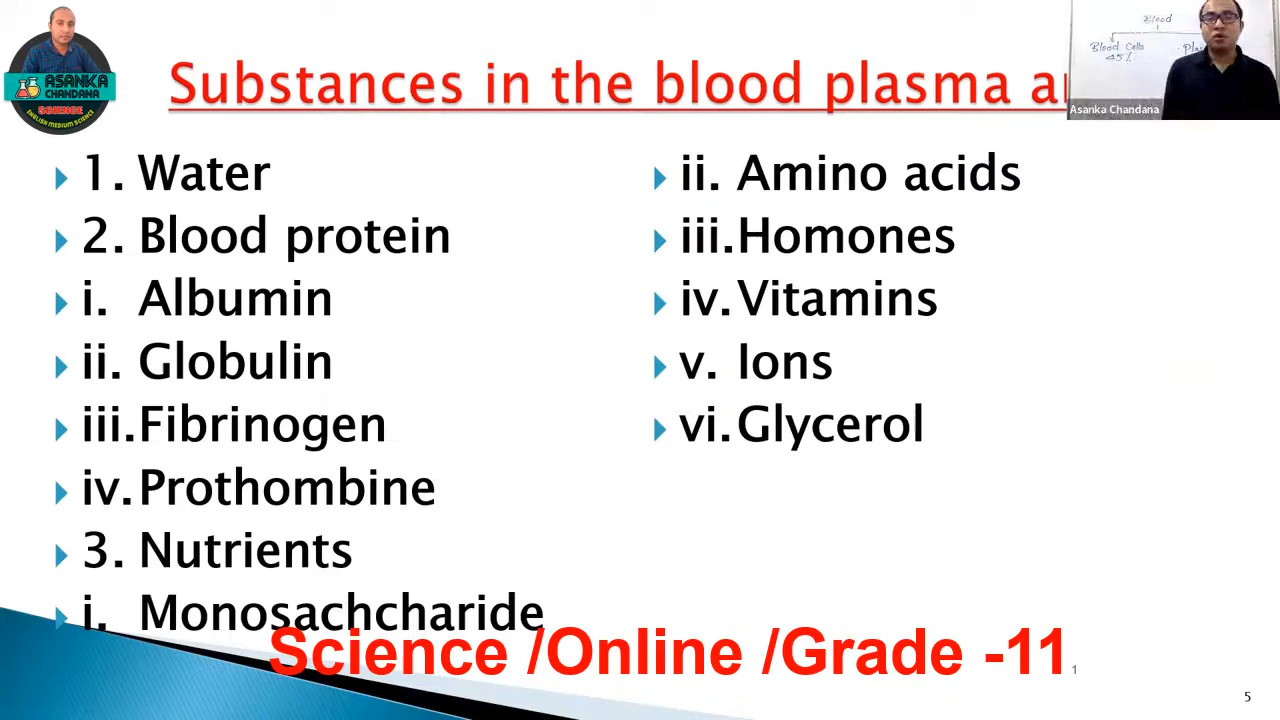 ASANKA
CHANDANA
SCIENCE
ENGLISH MEDIUM SCIENCE
Substances in the blood plasma
Blood
Blood Cells
45%
Asanka Chandana
1. Water
2. Blood protein
i. Albumin
ii. Globulin
iii.Fibrinogen
iv.Prothombine
3. Nutrients
i. Monosachcharide
ii. Amino acids
iii.Homones
iv.Vitamins
v. Ions
vi.Glycerol
Science /Online /Grade -11
1
5